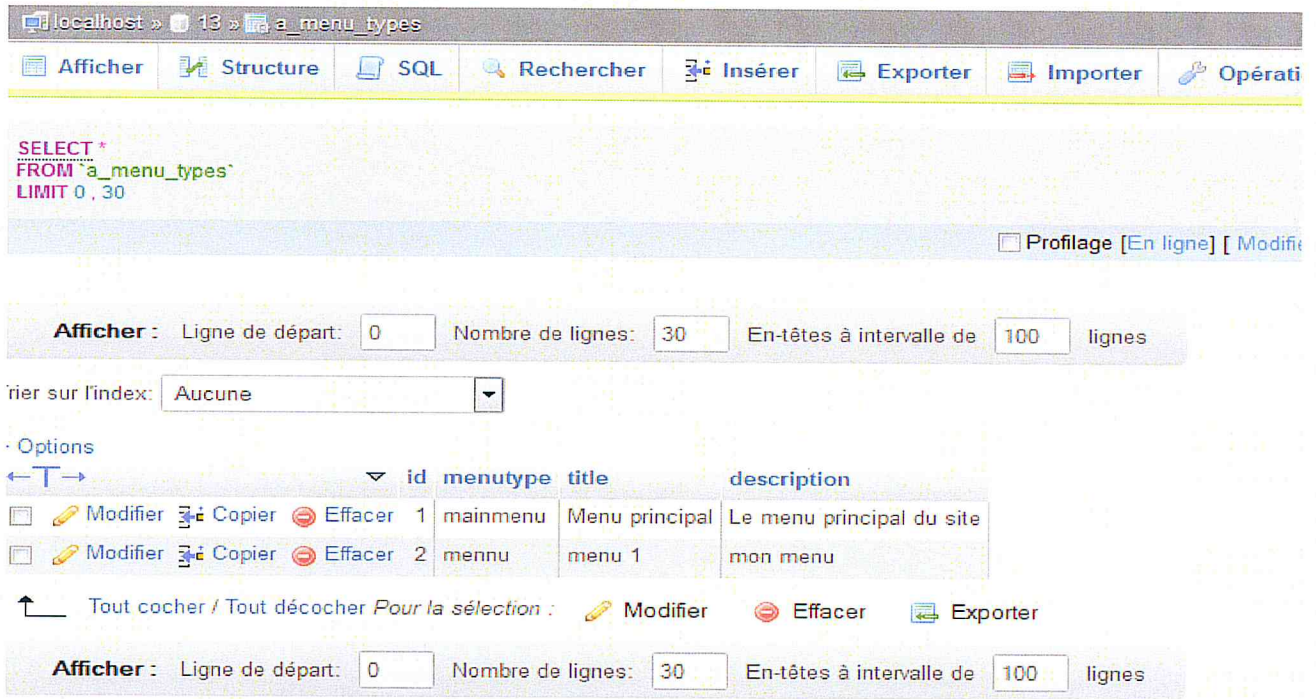 localhost » 13 » a_menu_types
Afficher Structure SQL Rechercher Insérer Exporter Importer Opérati
SELECT *
FROM `a_menu_types`
LIMIT 0 , 30
Profilage [En ligne] [ Modifie
Afficher : Ligne de départ: 0 Nombre de lignes: 30 En-têtes à intervalle de 100 lignes
rier sur l'index: Aucune
Options
←T→ id menutype title description
Modifier Copier Effacer 1 mainmenu Menu principal Le menu principal du site
Modifier Copier Effacer 2 mennu menu 1 mon menu
Tout cocher / Tout décocher Pour la sélection : Modifier Effacer Exporter
Afficher : Ligne de départ: 0 Nombre de lignes: 30 En-têtes à intervalle de 100 lignes